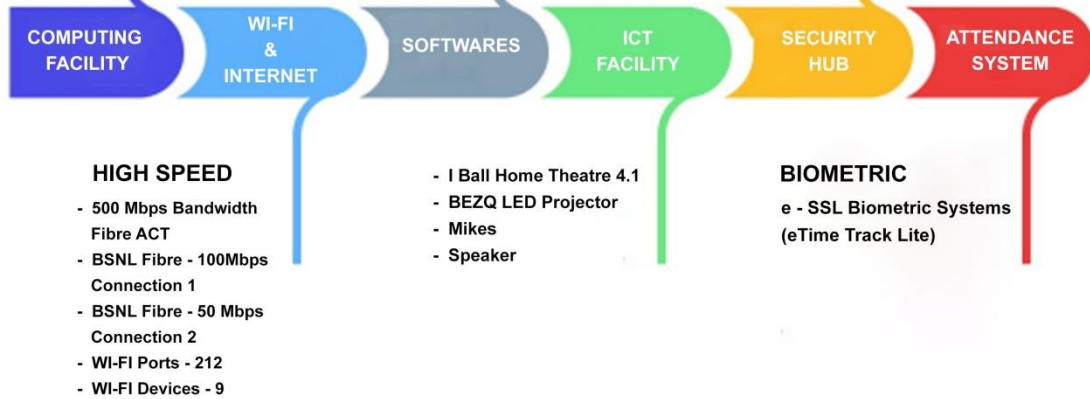 COMPUTING
FACILITY
WI-FI
&
INTERNET
SOFTWARES
ICT
FACILITY
SECURITY
HUB
ATTENDANCE
SYSTEM
HIGH SPEED
- 500 Mbps Bandwidth
Fibre ACT
- BSNL Fibre - 100Mbps
Connection 1
- BSNL Fibre - 50 Mbps
Connection 2
- WI-FI Ports - 212
- WI-FI Devices - 9
- I Ball Home Theatre 4.1
- BEZQ LED Projector
- Mikes
- Speaker
BIOMETRIC
e - SSL Biometric Systems
(eTime Track Lite)